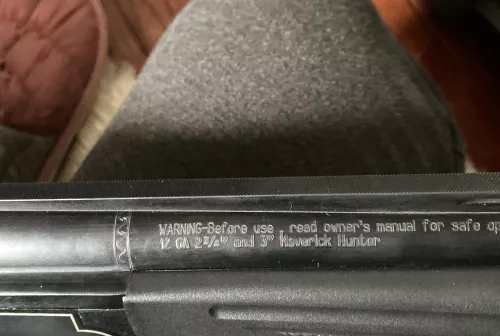 WARNING-Before use , read owner's manual for safe op
12 GA 2¾" and 3" Maverick Hunter